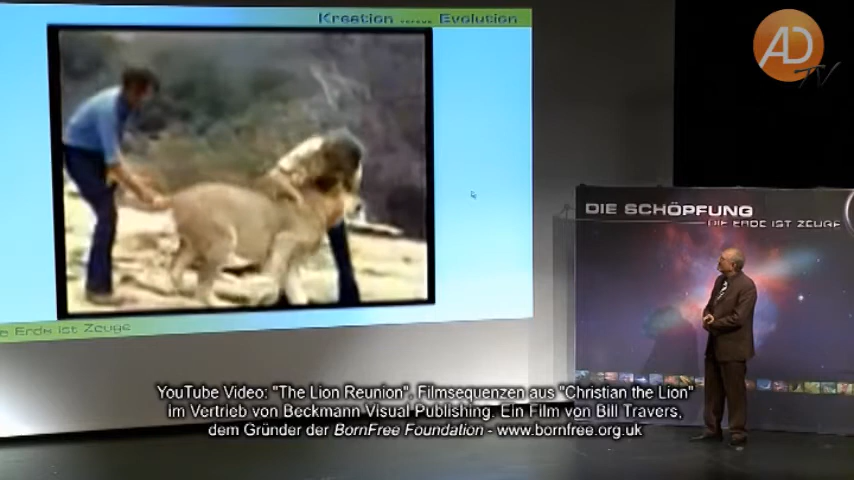 Kreation versus Evolution
AD
TV
DIE SCHÖPFUNG
DIE ERDE IST ZEUGE
e Erde ist Zeuge
YouTube Video: "The Lion Reunion", Filmsequenzen aus "Christian the Lion"
im Vertrieb von Beckmann Visual Publishing. Ein Film von Bill Travers,
dem Gründer der BornFree Foundation - www.bornfree.org.uk